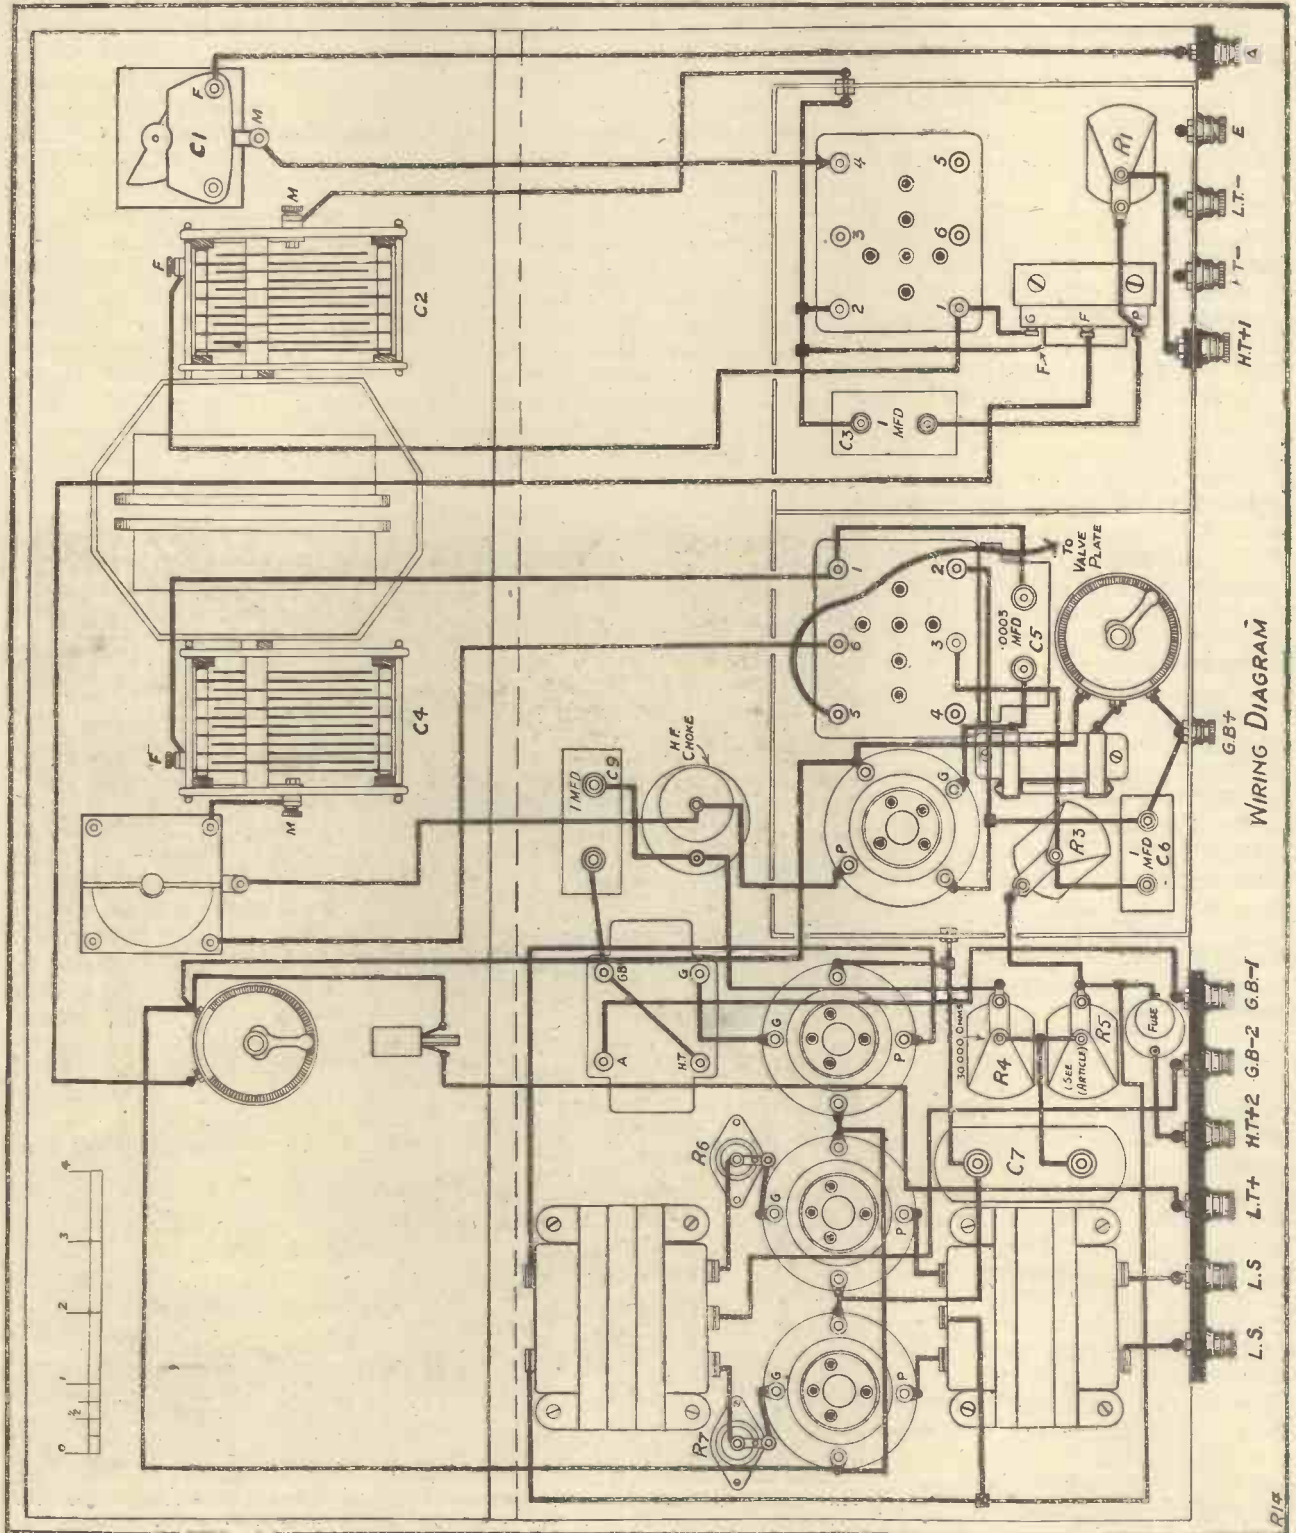 C1
F
M
M
F
C2
4
5
3
6
2
1
R1
G
F
P
F
C3
1
MFD
A
E
L.T.-
T-
H.T+1
F
M
C4
1 MFD
C9
H.F.
CHOKE
1
2
6
3
5
4
TO
VALVE
PLATE
.0005
MFD
C5
P
G
R3
1
MFD
C6
G.B+
WIRING DIAGRAM
GB
G
A
H.T
G
P
30,000 OHMS
R4
R5
(SEE
ARTICLE)
FUSE
R6
G
P
C7
R7
G
P
G.B.-1
G.B-2
H.T+2
L.T+
L.S
L.S.
0
½
1
2
3
4
R14